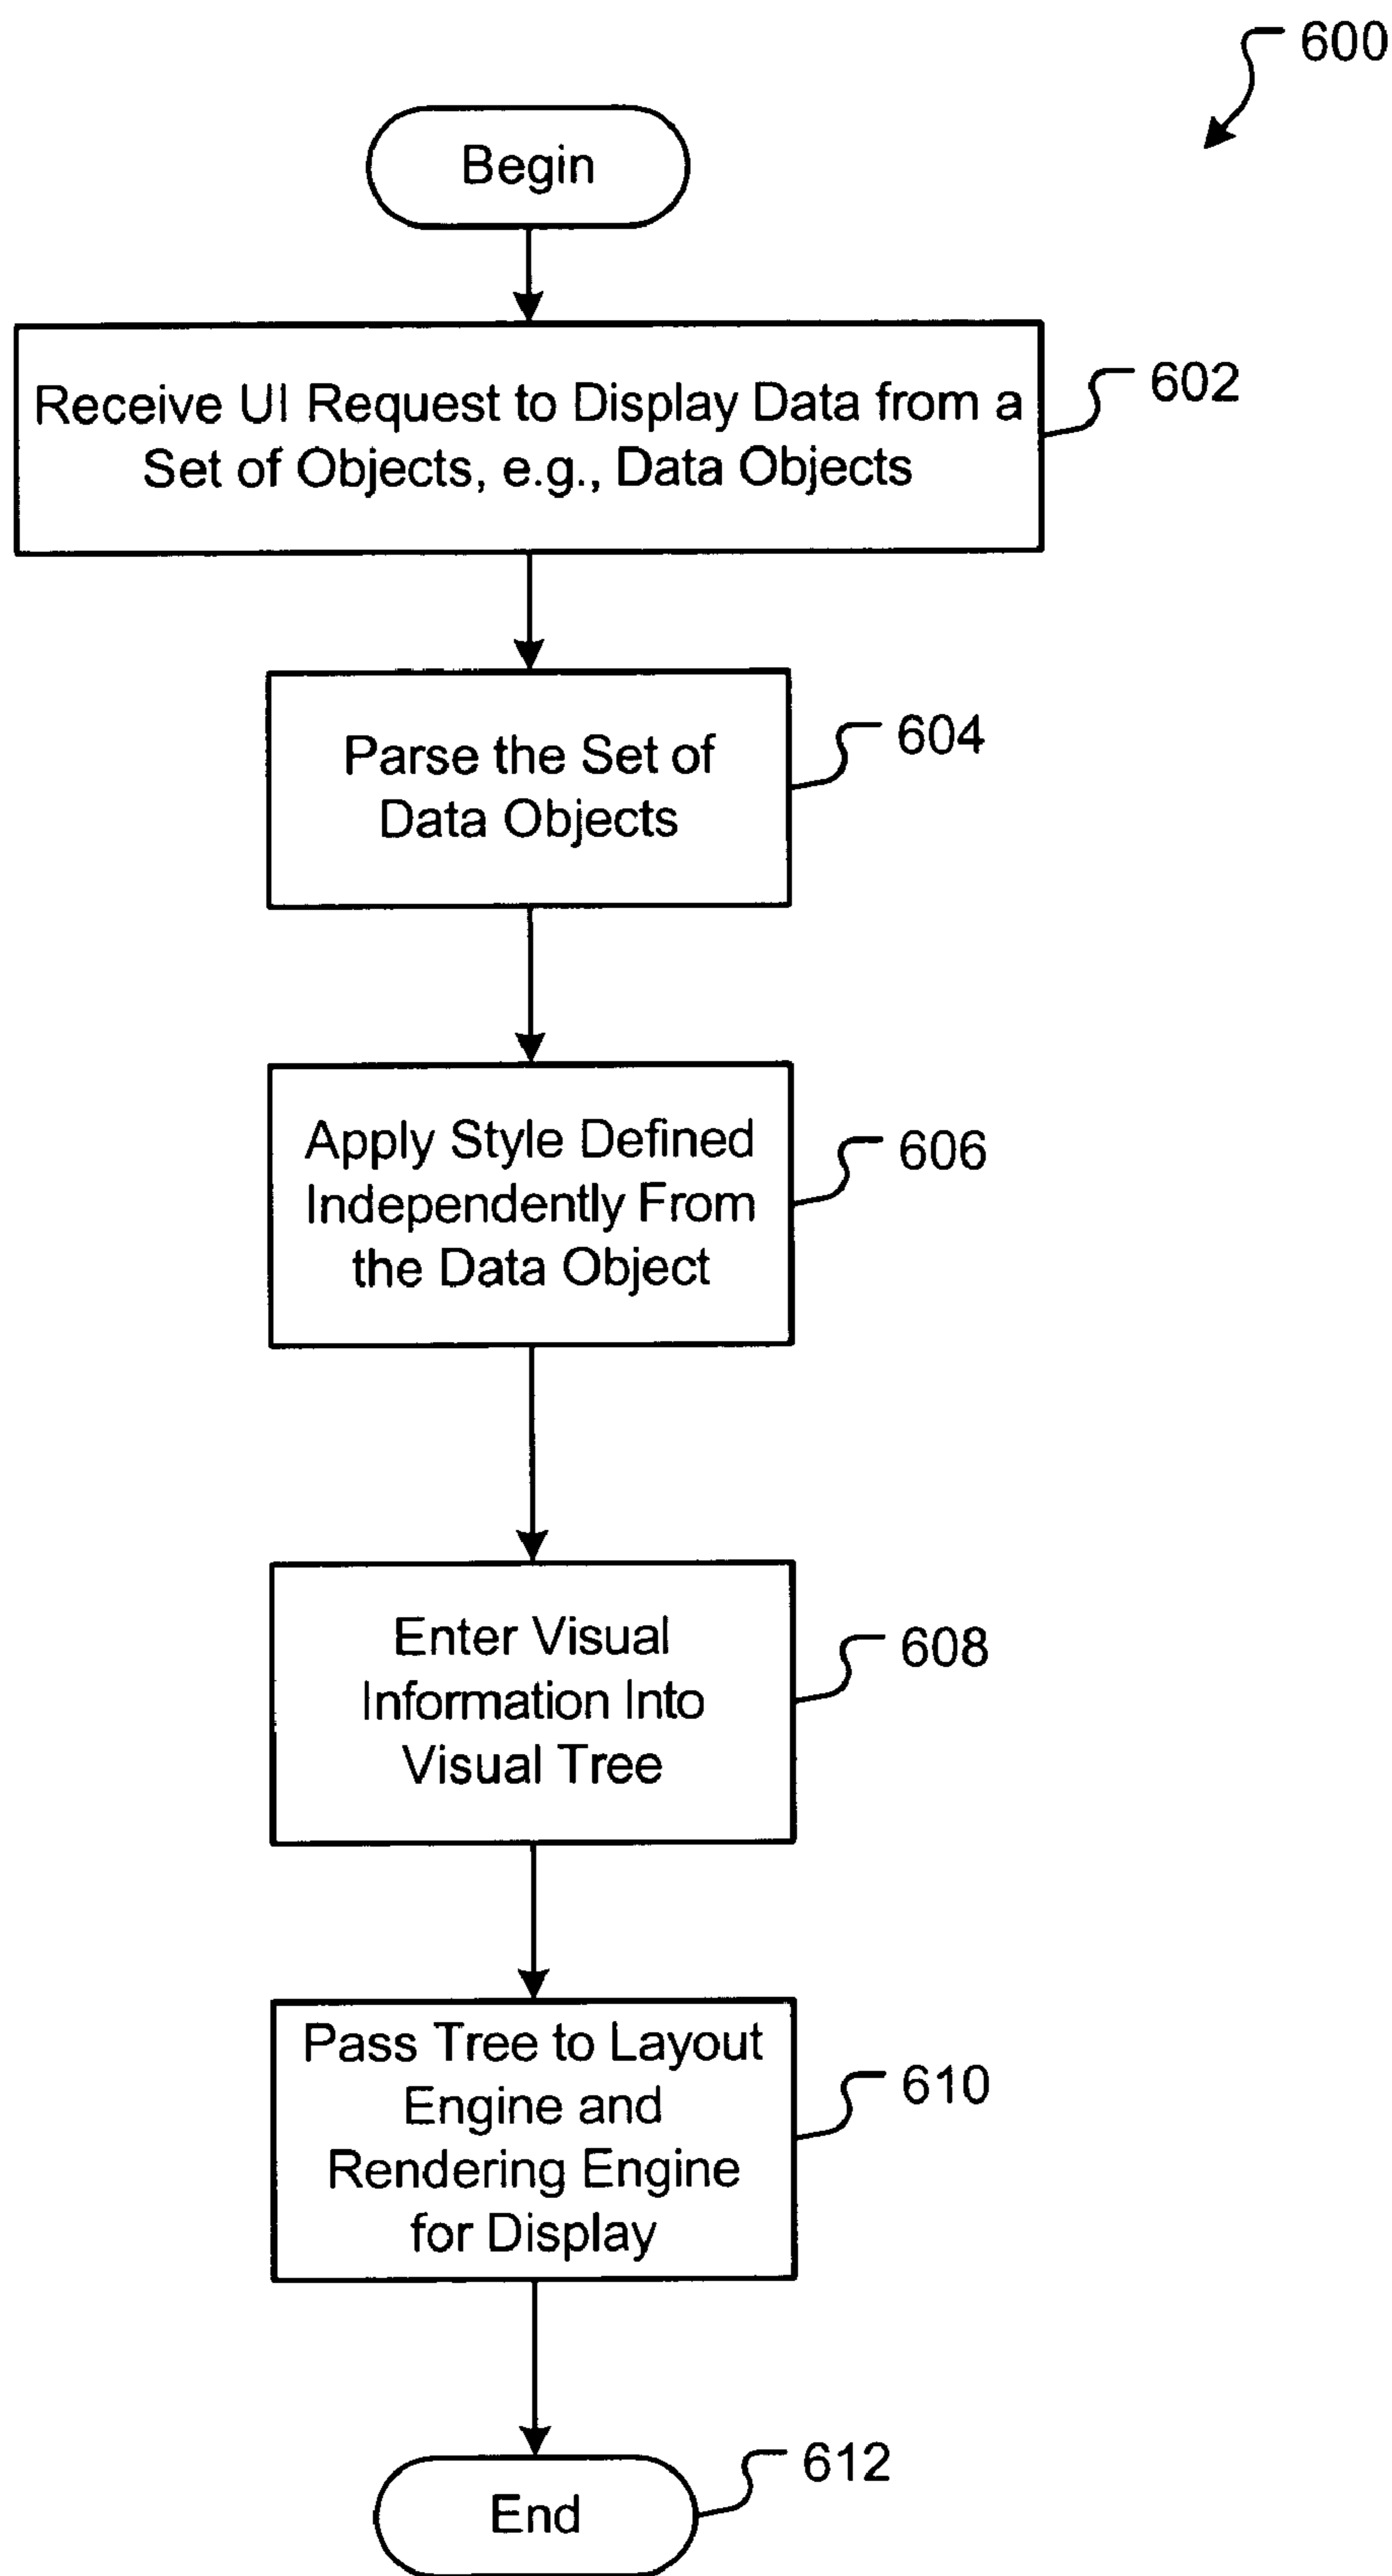 600
Begin
Receive UI Request to Display Data from a
Set of Objects, e.g., Data Objects
602
Parse the Set of
Data Objects
604
Apply Style Defined
Independently From
the Data Object
606
Enter Visual
Information Into
Visual Tree
608
Pass Tree to Layout
Engine and
Rendering Engine
for Display
610
End
612